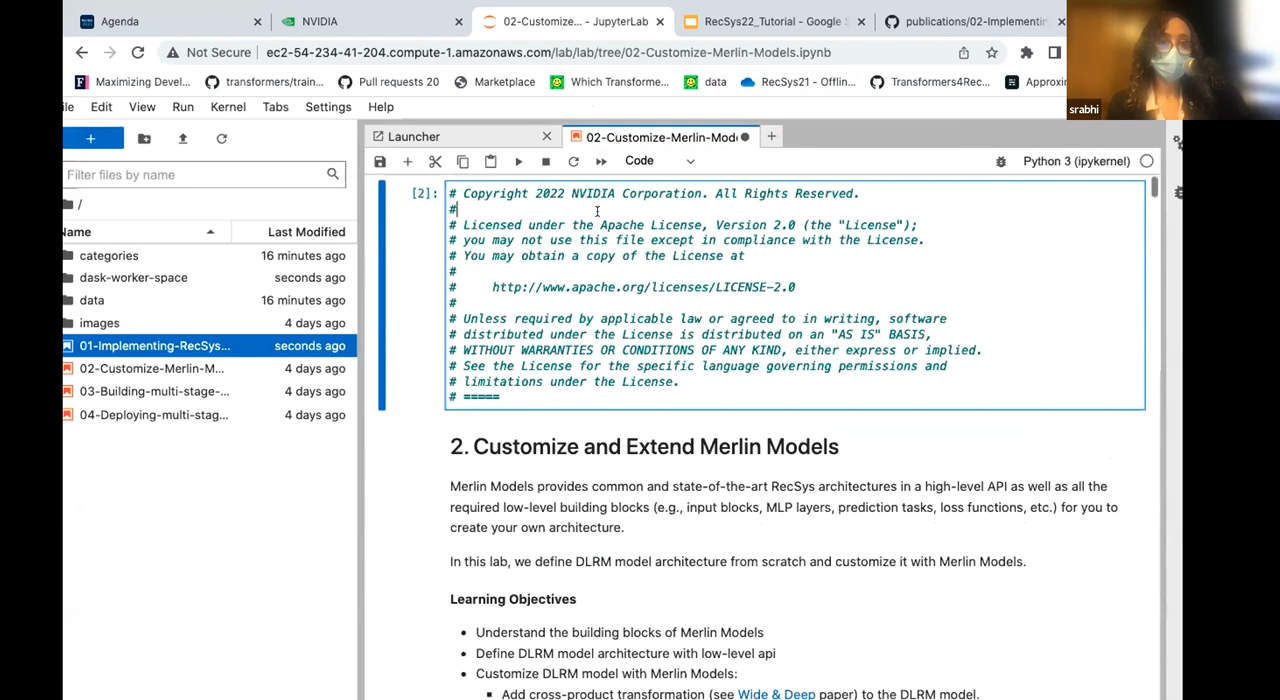 Agenda
NVIDIA
02-Customize... - JupyterLab
RecSys22_Tutorial - Google S
publications/02-Implementin
Not Secure
ec2-54-234-41-204.compute-1.amazonaws.com/lab/lab/tree/02-Customize-Merlin-Models.ipynb
Maximizing Devel...
transformers/train...
Pull requests 20
Marketplace
Which Transforme...
data
RecSys21 - Offlin...
Transformers4Rec...
Approxin
srabhi
ile Edit View Run Kernel Tabs Settings Help
Launcher
02-Customize-Merlin-Mode
Code
Python 3 (ipykernel)
Filter files by name
/
Name
Last Modified
categories 16 minutes ago
dask-worker-space seconds ago
data 16 minutes ago
images 4 days ago
01-Implementing-RecSys... seconds ago
02-Customize-Merlin-M... 4 days ago
03-Building-multi-stage-... 4 days ago
04-Deploying-multi-stag... 4 days ago
[2]: # Copyright 2022 NVIDIA Corporation. All Rights Reserved.
#
# Licensed under the Apache License, Version 2.0 (the "License");
# you may not use this file except in compliance with the License.
# You may obtain a copy of the License at
#
# http://www.apache.org/licenses/LICENSE-2.0
#
# Unless required by applicable law or agreed to in writing, software
# distributed under the License is distributed on an "AS IS" BASIS,
# WITHOUT WARRANTIES OR CONDITIONS OF ANY KIND, either express or implied.
# See the License for the specific language governing permissions and
# limitations under the License.
# =====
2. Customize and Extend Merlin Models
Merlin Models provides common and state-of-the-art RecSys architectures in a high-level API as well as all the
required low-level building blocks (e.g., input blocks, MLP layers, prediction tasks, loss functions, etc.) for you to
create your own architecture.
In this lab, we define DLRM model architecture from scratch and customize it with Merlin Models.
Learning Objectives
• Understand the building blocks of Merlin Models
• Define DLRM model architecture with low-level api
• Customize DLRM model with Merlin Models:
▪ Add cross-product transformation (see Wide & Deep paper) to the DLRM model.